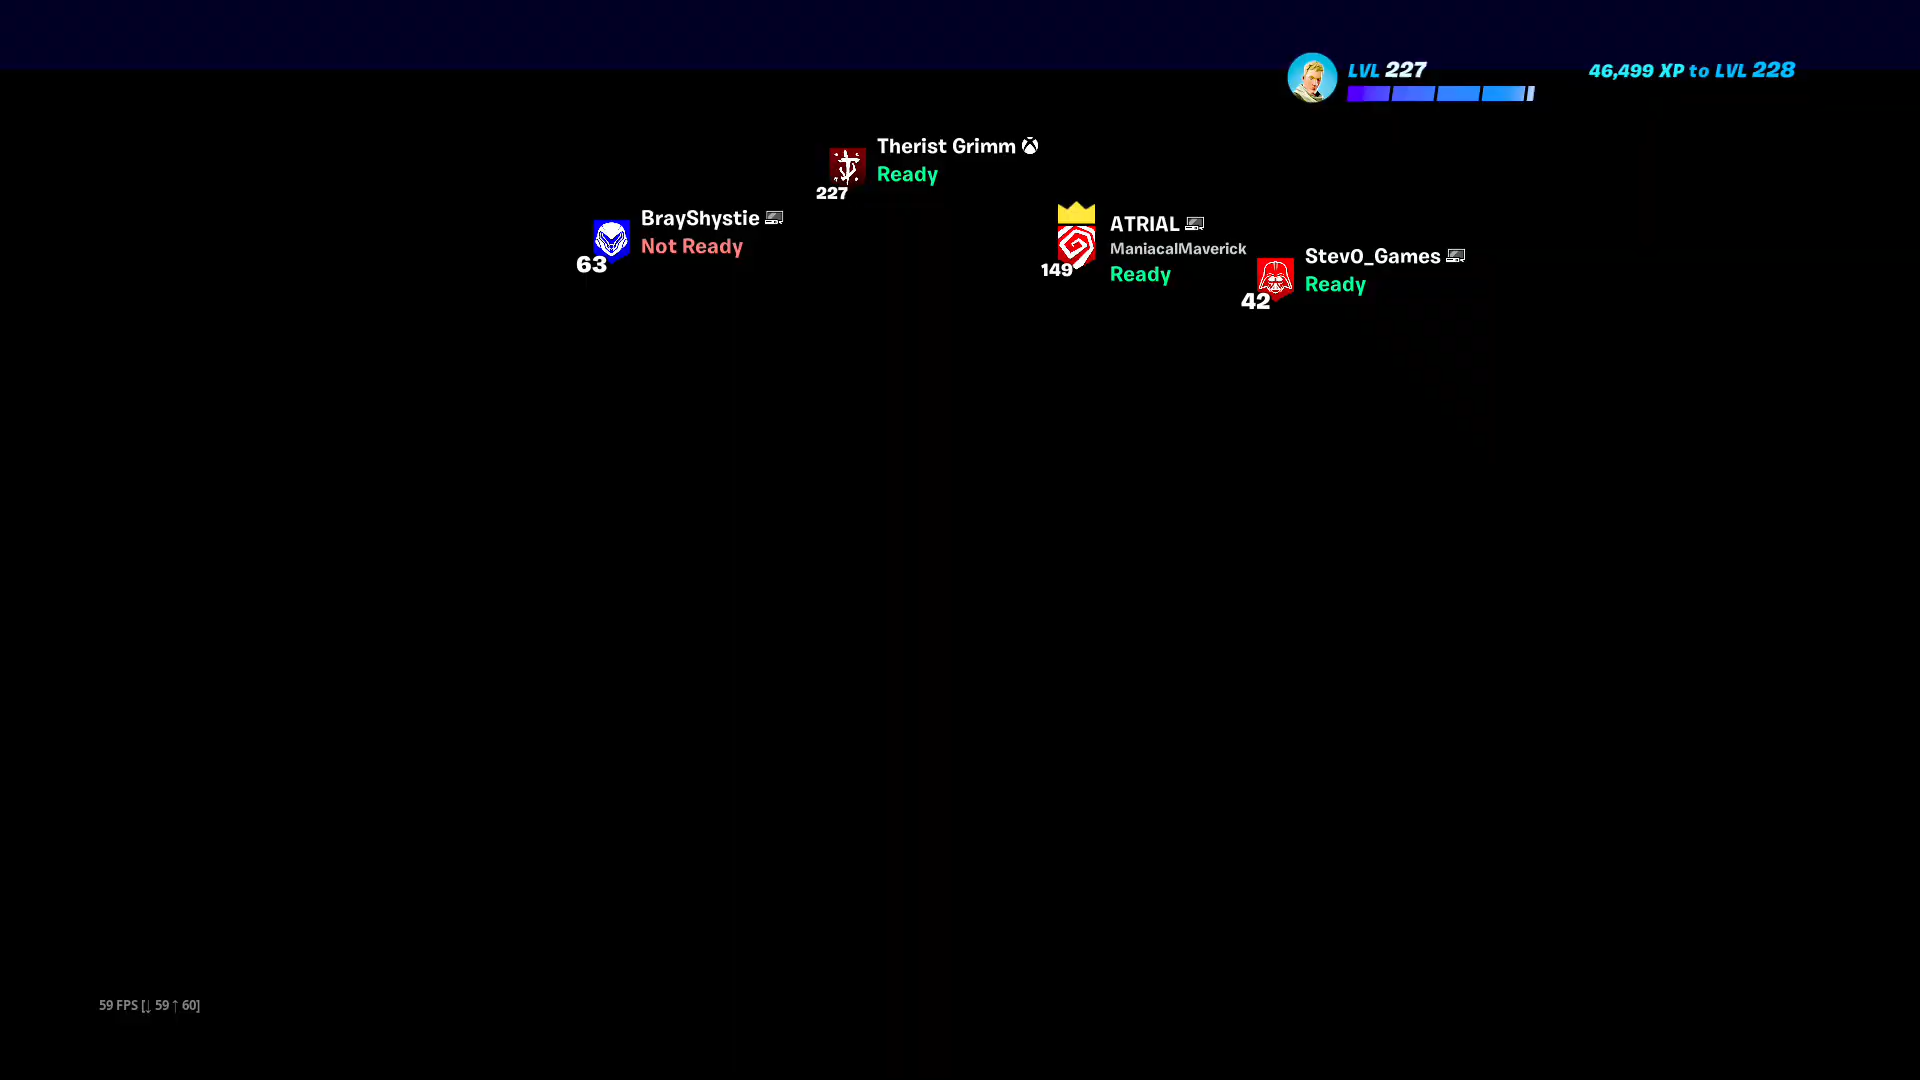 LVL 227
46,499 XP to LVL 228
Therist Grimm
Ready
227
BrayShystie
Not Ready
63
ATRIAL
ManiacalMaverick
Ready
149
StevO_Games
Ready
42
59 FPS [↓ 59 ↑ 60]